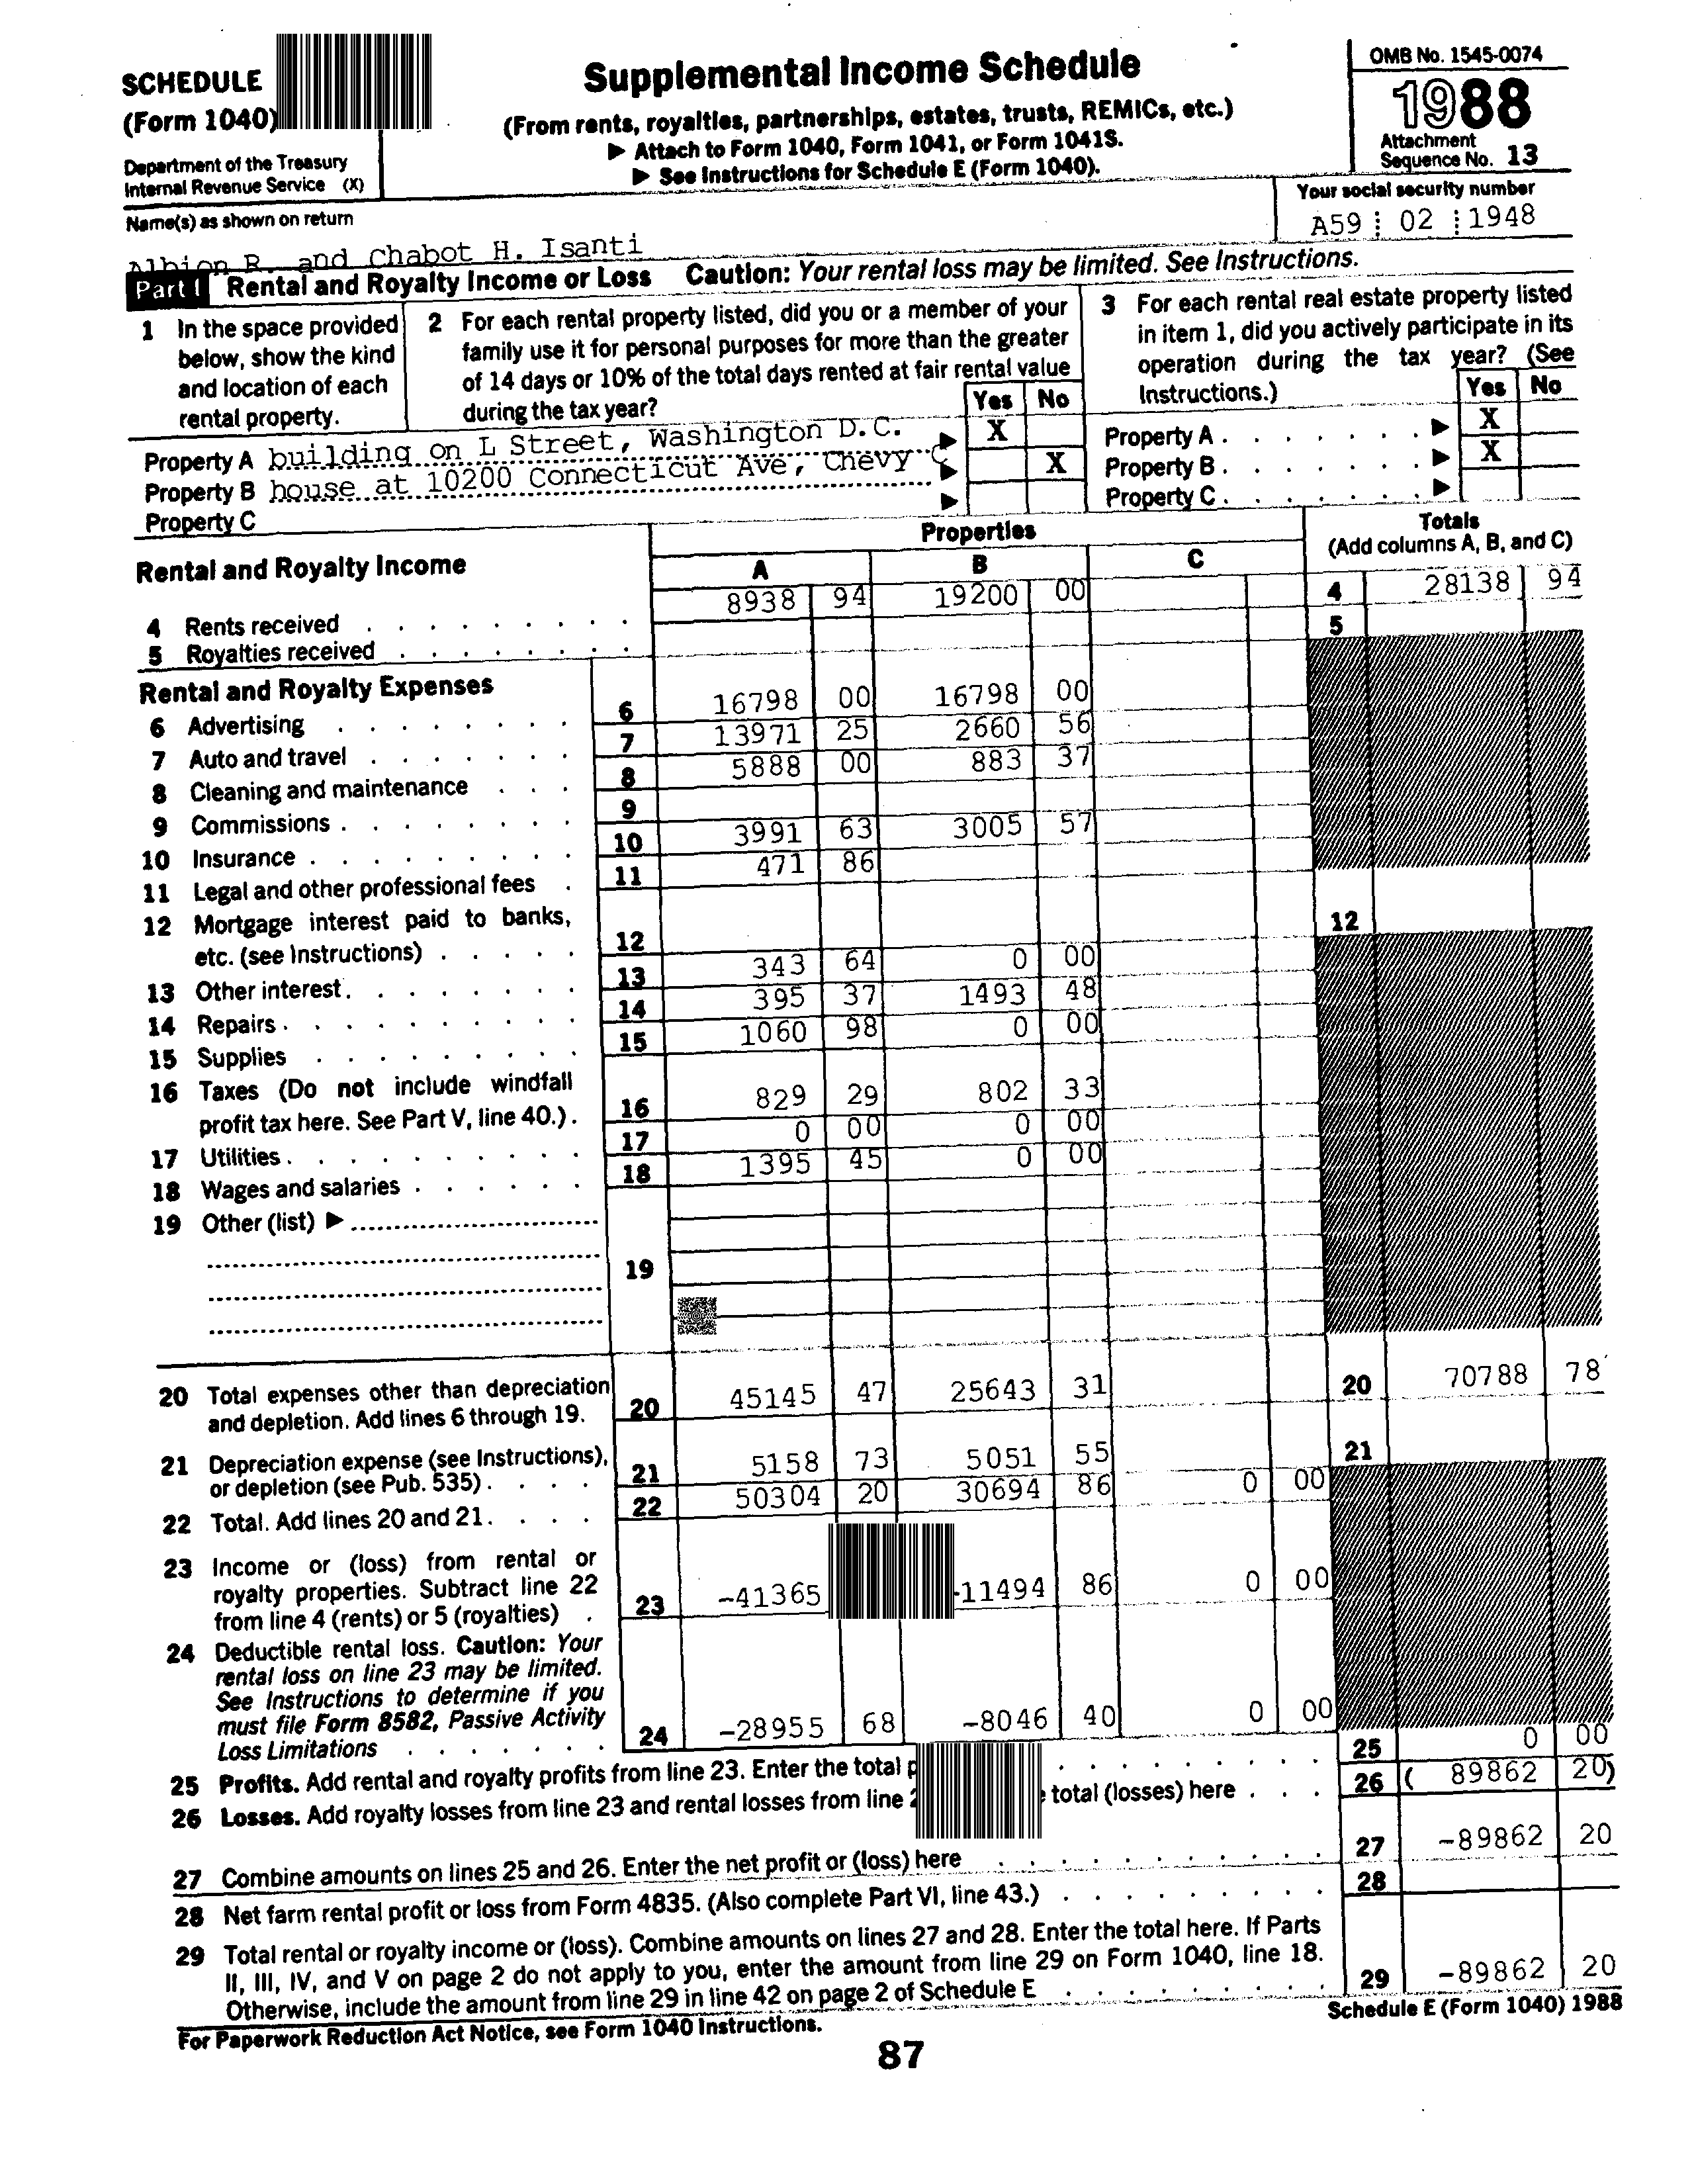 SCHEDULE
(Form 1040)
Department of the Treasury
Internal Revenue Service (X)
Supplemental Income Schedule
(From rents, royalties, partnerships, estates, trusts, REMICs, etc.)
▶ Attach to Form 1040, Form 1041, or Form 1041S.
▶ See Instructions for Schedule E (Form 1040).
OMB No. 1545-0074
1988
Attachment
Sequence No. 13
Name(s) as shown on return
Albion R. and Chabot H. Isanti
Your social security number
A59 02 1948
Part I Rental and Royalty Income or Loss Caution: Your rental loss may be limited. See Instructions.
1 In the space provided
below, show the kind
and location of each
rental property.
2 For each rental property listed, did you or a member of your
family use it for personal purposes for more than the greater
of 14 days or 10% of the total days rented at fair rental value
during the tax year?
Yes No
3 For each rental real estate property listed
in item 1, did you actively participate in its
operation during the tax year? (See
Instructions.)
Yes No
Property A building on L Street, Washington D.C. ▶ X
Property A ▶ X
Property B house at 10200 Connecticut Ave, Chevy C ▶ X
Property B ▶ X
Property C ▶
Property C ▶
Rental and Royalty Income
Properties
A B C
Totals
(Add columns A, B, and C)
4 Rents received 8938 94 19200 00 4 28138 94
5 Royalties received 5
Rental and Royalty Expenses
6 Advertising 6 16798 00 16798 00
7 Auto and travel 7 13971 25 2660 56
8 Cleaning and maintenance 8 5888 00 883 37
9 Commissions 9
10 Insurance 10 3991 63 3005 57
11 Legal and other professional fees 11 471 86
12 Mortgage interest paid to banks,
etc. (see Instructions) 12 12
13 Other interest 13 343 64 0 00
14 Repairs 14 395 37 1493 48
15 Supplies 15 1060 98 0 00
16 Taxes (Do not include windfall
profit tax here. See Part V, line 40.) 16 829 29 802 33
17 Utilities 17 0 00 0 00
18 Wages and salaries 18 1395 45 0 00
19 Other (list) ▶
19
20 Total expenses other than depreciation
and depletion. Add lines 6 through 19. 20 45145 47 25643 31 20 70788 78
21 Depreciation expense (see Instructions),
or depletion (see Pub. 535) 21 5158 73 5051 55 21
22 Total. Add lines 20 and 21 22 50304 20 30694 86 0 00
23 Income or (loss) from rental or
royalty properties. Subtract line 22
from line 4 (rents) or 5 (royalties) 23 -41365 -11494 86 0 00
24 Deductible rental loss. Caution: Your
rental loss on line 23 may be limited.
See Instructions to determine if you
must file Form 8582, Passive Activity
Loss Limitations 24 -28955 68 -8046 40 0 00
25 Profits. Add rental and royalty profits from line 23. Enter the total 25 0 00
26 Losses. Add royalty losses from line 23 and rental losses from line total (losses) here 26 ( 89862 20)
27 Combine amounts on lines 25 and 26. Enter the net profit or (loss) here 27 -89862 20
28 Net farm rental profit or loss from Form 4835. (Also complete Part VI, line 43.) 28
29 Total rental or royalty income or (loss). Combine amounts on lines 27 and 28. Enter the total here. If Parts
II, III, IV, and V on page 2 do not apply to you, enter the amount from line 29 on Form 1040, line 18.
Otherwise, include the amount from line 29 in line 42 on page 2 of Schedule E 29 -89862 20
For Paperwork Reduction Act Notice, see Form 1040 Instructions.
Schedule E (Form 1040) 1988
87